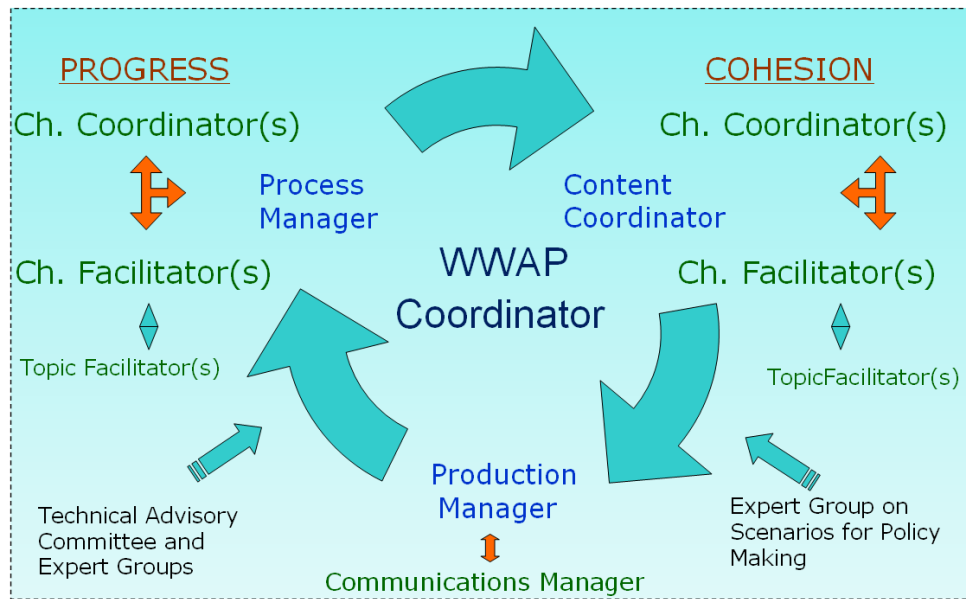 PROGRESS
COHESION
Ch. Coordinator(s)
Ch. Coordinator(s)
Process
Manager
Content
Coordinator
WWAP
Coordinator
Ch. Facilitator(s)
Ch. Facilitator(s)
Topic Facilitator(s)
TopicFacilitator(s)
Production
Manager
Technical Advisory
Committee and
Expert Groups
Expert Group on
Scenarios for Policy
Making
Communications Manager